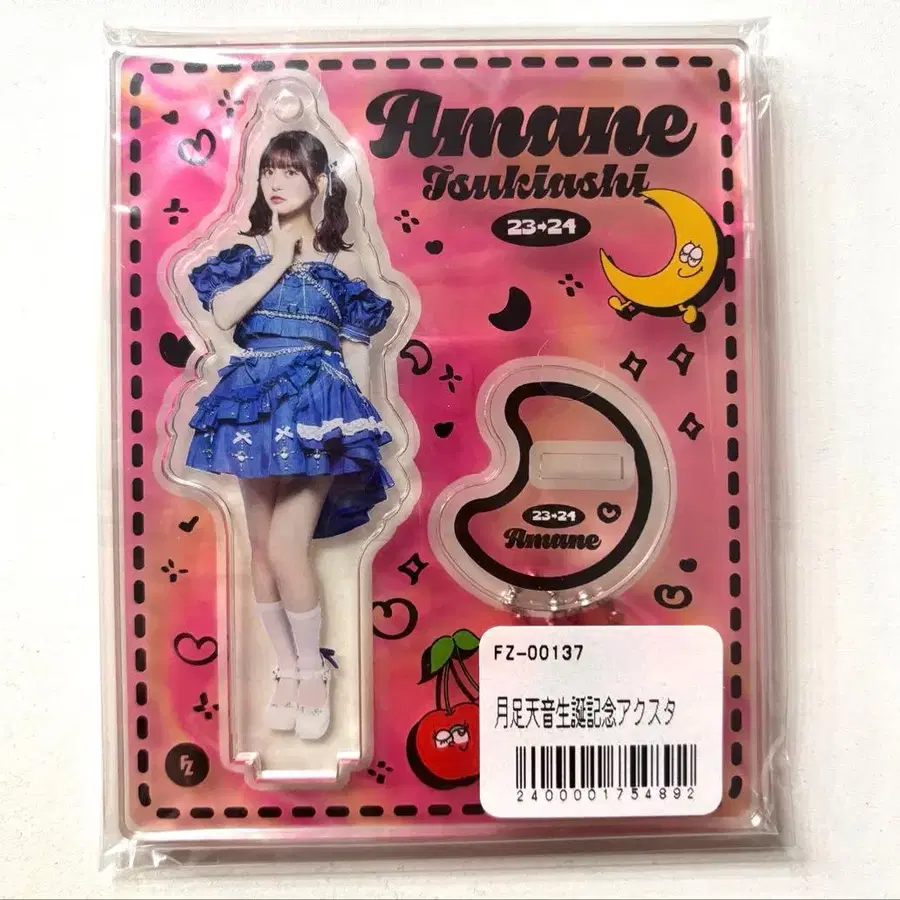 Amane
Tsukiashi
23→24
23→24
Amane
FZ-00137
月足天音生誕記念アクスタ
2400001754892
FZ